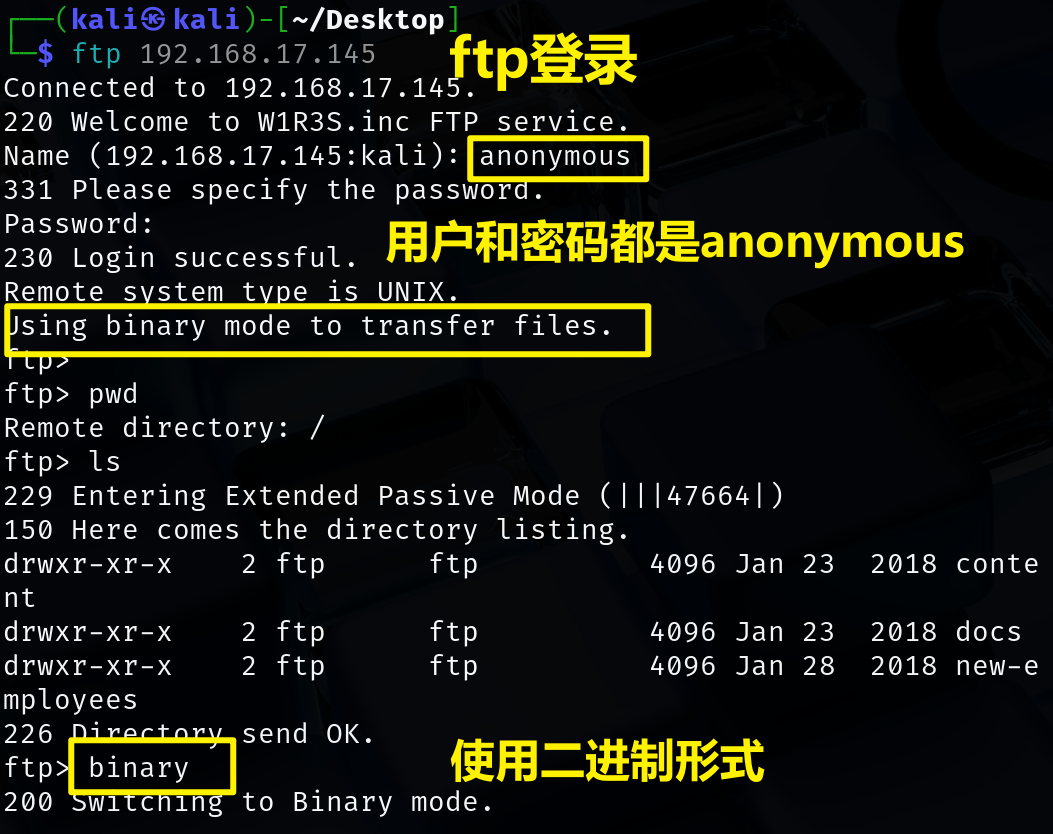 ┌──(kali㉿kali)-[~/Desktop]
└─$ ftp 192.168.17.145
ftp登录
Connected to 192.168.17.145.
220 Welcome to W1R3S.inc FTP service.
Name (192.168.17.145:kali): anonymous
331 Please specify the password.
Password:
用户和密码都是anonymous
230 Login successful.
Remote system type is UNIX.
Using binary mode to transfer files.
ftp>
ftp> pwd
Remote directory: /
ftp> ls
229 Entering Extended Passive Mode (|||47664|)
150 Here comes the directory listing.
drwxr-xr-x    2 ftp      ftp          4096 Jan 23  2018 conte
nt
drwxr-xr-x    2 ftp      ftp          4096 Jan 23  2018 docs
drwxr-xr-x    2 ftp      ftp          4096 Jan 28  2018 new-e
mployees
226 Directory send OK.
ftp> binary
使用二进制形式
200 Switching to Binary mode.